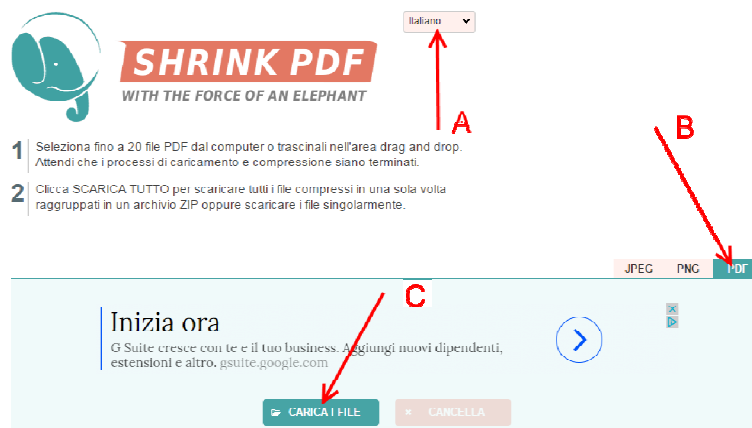 Italiano
SHRINK PDF
WITH THE FORCE OF AN ELEPHANT
A
B
1 Seleziona fino a 20 file PDF dal computer o trascinali nell'area drag and drop.
Attendi che i processi di caricamento e compressione siano terminati.
2 Clicca SCARICA TUTTO per scaricare tutti i file compressi in una sola volta
raggruppati in un archivio ZIP oppure scaricare i file singolarmente.
JPEG PNG PDF
C
Inizia ora
G Suite cresce con te e il tuo business. Aggiungi nuovi dipendenti,
estensioni e altro. gsuite.google.com
CARICA I FILE
CANCELLA